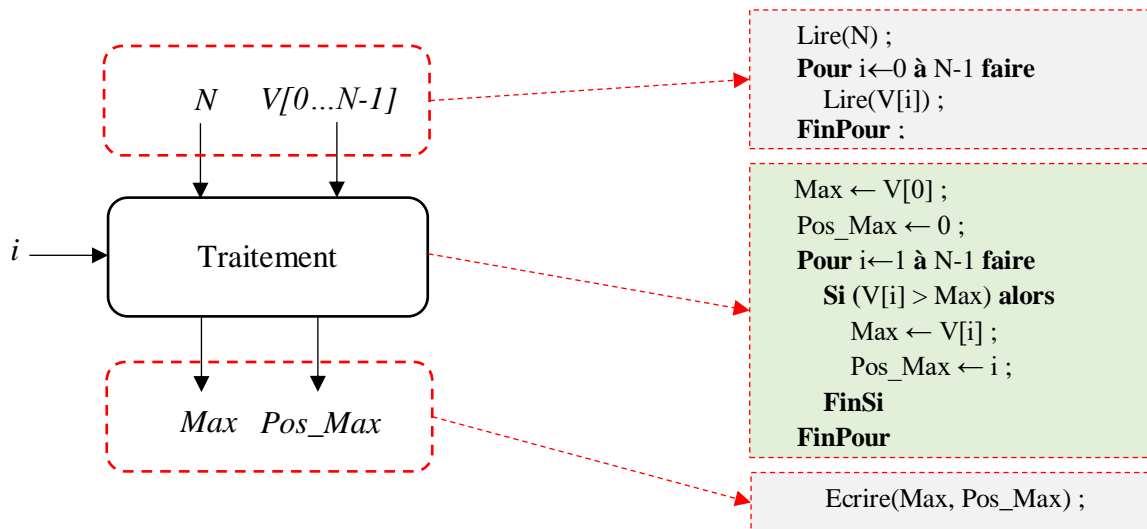 N V[0...N-1]
i
Traitement
Max Pos_Max
Lire(N) ;
Pour i←0 à N-1 faire
Lire(V[i]) ;
FinPour ;
Max ← V[0] ;
Pos_Max ← 0 ;
Pour i←1 à N-1 faire
Si (V[i] > Max) alors
Max ← V[i] ;
Pos_Max ← i ;
FinSi
FinPour
Ecrire(Max, Pos_Max) ;